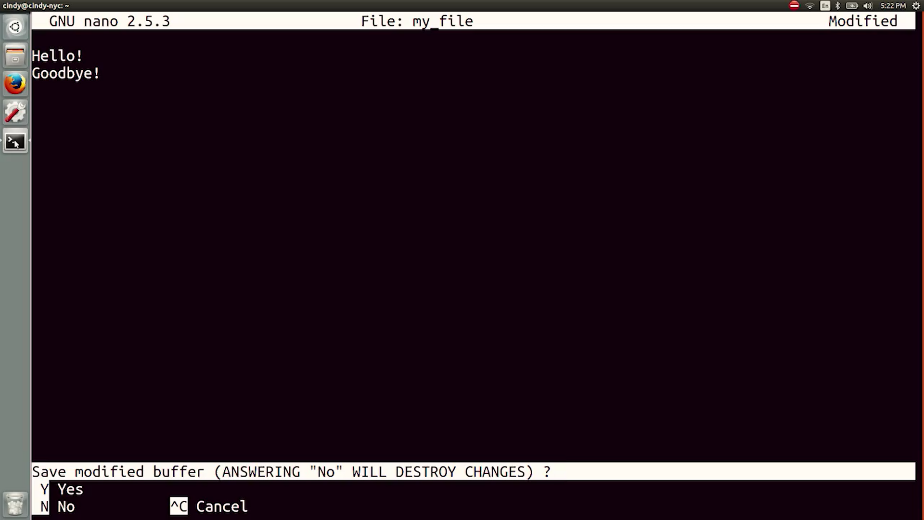 cindy@cindy-nyc: ~
En
5:22 PM
GNU nano 2.5.3 File: my_file Modified
Hello!
Goodbye!
Save modified buffer (ANSWERING "No" WILL DESTROY CHANGES) ?
Y Yes
N No ^C Cancel